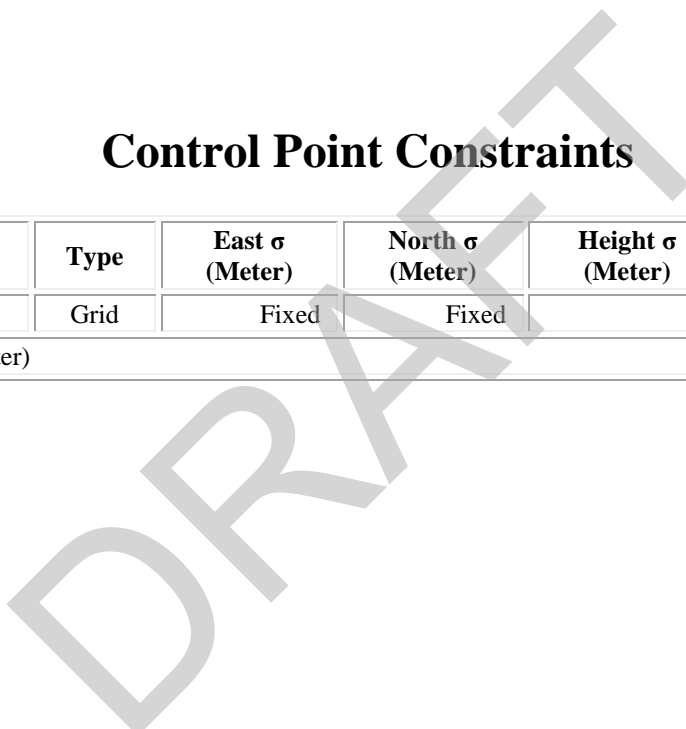 Control Point Constraints
Type East σ North σ Height σ
(Meter) (Meter) (Meter)
Grid Fixed Fixed
er)
DRAFT